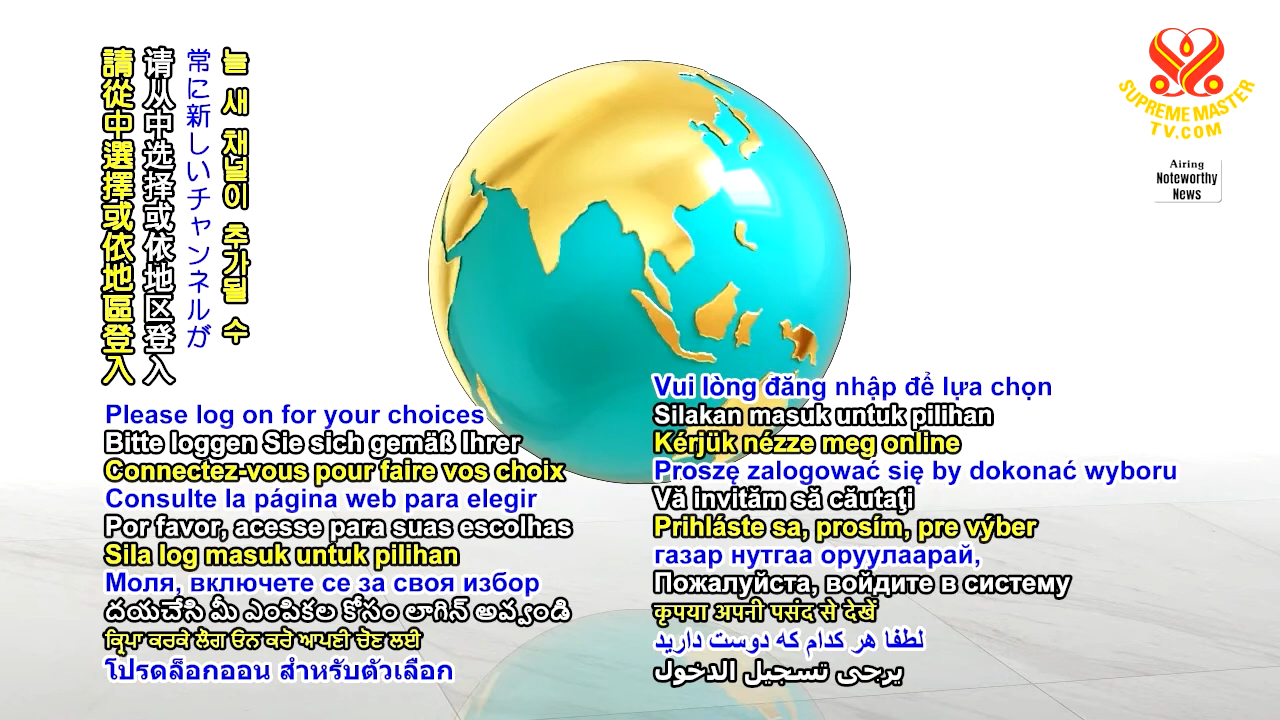 請從中選擇或依地區登入
请从中选择或依地区登入
常に新しいチャンネルが
늘 새 채널이 추가될 수
SUPREME MASTER
TV.COM
Airing
Noteworthy
News
Please log on for your choices
Bitte loggen Sie sich gemäß Ihrer
Connectez-vous pour faire vos choix
Consulte la página web para elegir
Por favor, acesse para suas escolhas
Sila log masuk untuk pilihan
Моля, включете се за своя избор
దయచేసి మీ ఎంపికల కోసం లాగిన్ అవ్వండి
ਕ੍ਰਿਪਾ ਕਰਕੇ ਲੌਗ ਓਨ ਕਰੋ ਆਪਣੀ ਚੋਣ ਲਈ
โปรดล็อกออน สำหรับตัวเลือก
Vui lòng đăng nhập để lựa chọn
Silakan masuk untuk pilihan
Kérjük nézze meg online
Proszę zalogować się by dokonać wyboru
Vă invităm să căutaţi
Prihláste sa, prosím, pre výber
газар нутгаа оруулаарай,
Пожалуйста, войдите в систему
कृपया अपनी पसंद से देखें
لطفا هر کدام که دوست دارید
يرجى تسجيل الدخول